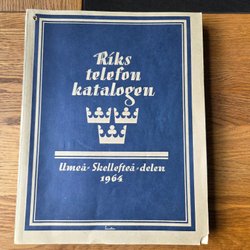 Riks
telefon
katalogen
Umeå-Skellefteå-delen
1964